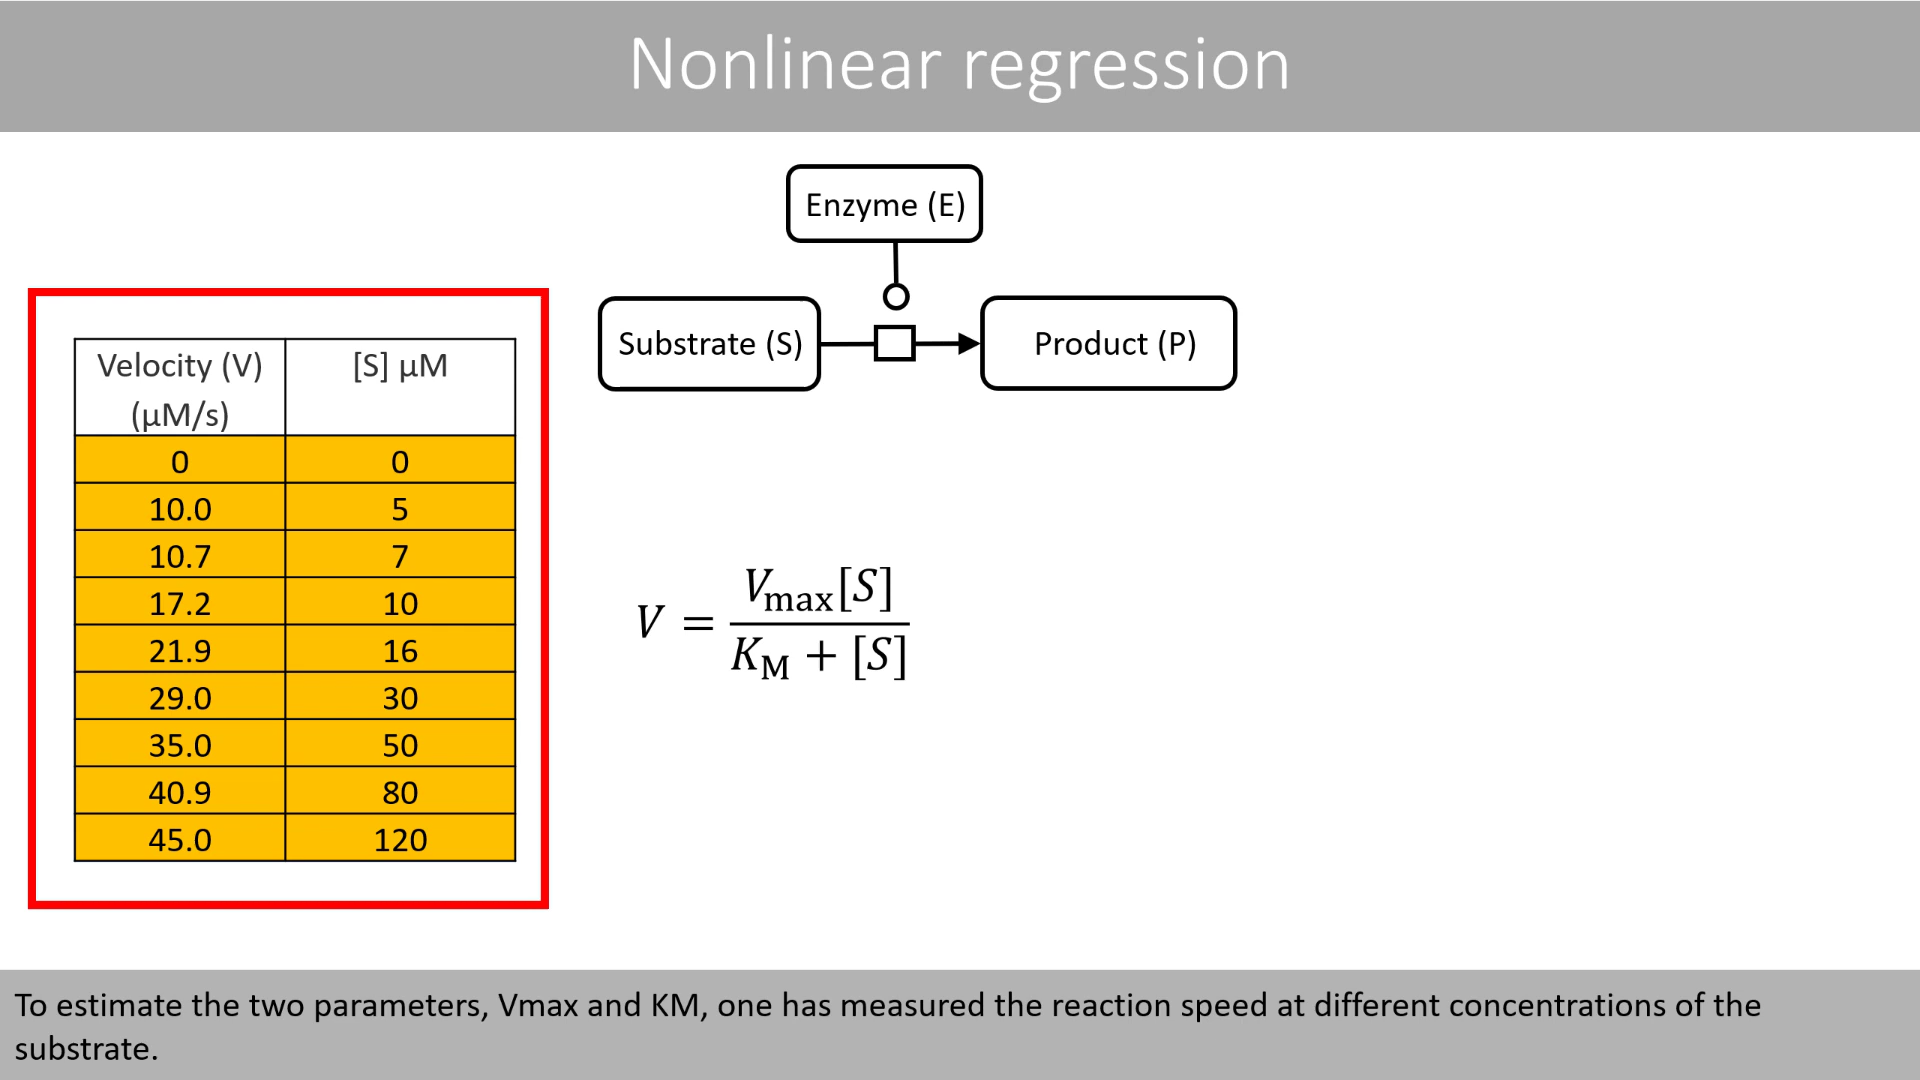 Nonlinear regression
Enzyme (E)
Substrate (S)
Product (P)
Velocity (V) [S] µM
(µM/s)
0 0
10.0 5
10.7 7
17.2 10
21.9 16
29.0 30
35.0 50
40.9 80
45.0 120
V = Vmax[S]
KM + [S]
To estimate the two parameters, Vmax and KM, one has measured the reaction speed at different concentrations of the
substrate.